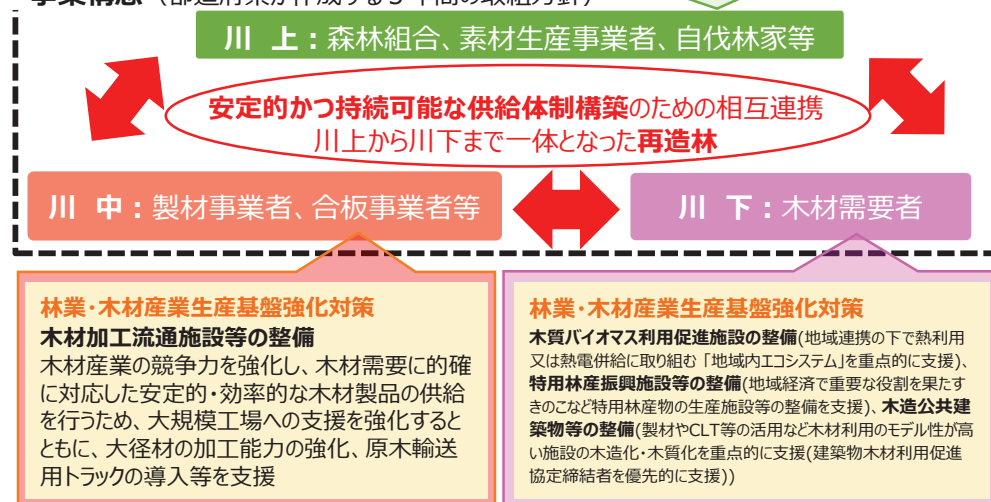 川 上：森林組合、素材生産事業者、自伐林家等
安定的かつ持続可能な供給体制構築のための相互連携
川上から川下まで一体となった再造林
川 中：製材事業者、合板事業者等
川 下：木材需要者
林業・木材産業生産基盤強化対策
木材加工流通施設等の整備
木材産業の競争力を強化し、木材需要に的確
に対応した安定的・効率的な木材製品の供給
を行うため、大規模工場への支援を強化すると
ともに、大径材の加工能力の強化、原木輸送
用トラックの導入等を支援
林業・木材産業生産基盤強化対策
木質バイオマス利用促進施設の整備(地域連携の下で熱利用
又は熱電併給に取り組む「地域内エコシステム」を重点的に支援)、
特用林産振興施設等の整備(地域経済で重要な役割を果たす
きのこなど特用林産物の生産施設等の整備を支援)、木造公共建
築物等の整備(製材やCLT等の活用など木材利用のモデル性が高
い施設の木造化・木質化を重点的に支援(建築物木材利用促進
協定締結者を優先的に支援))